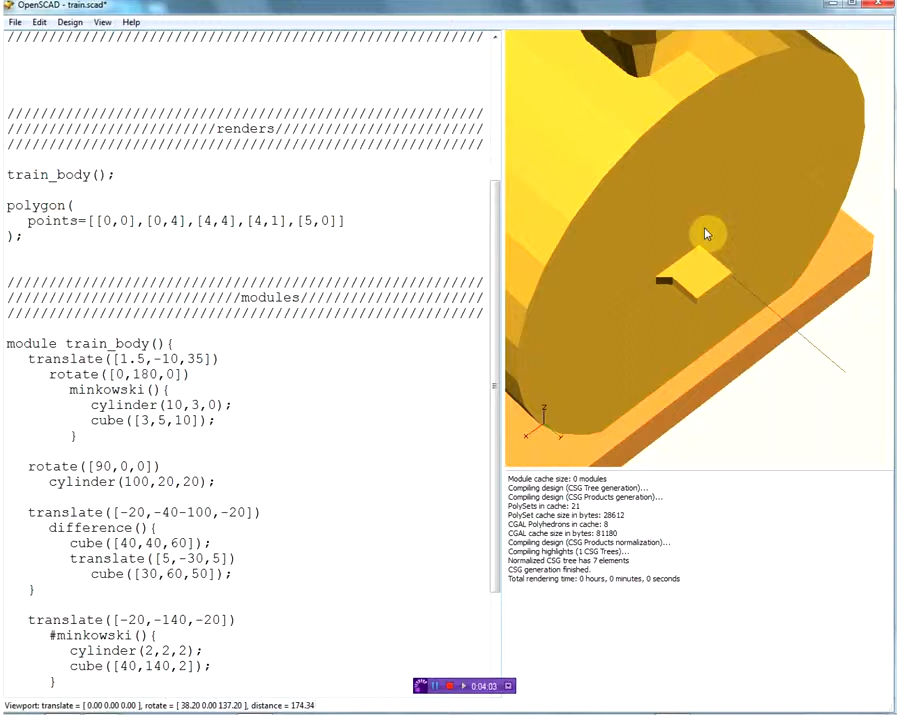 OpenSCAD - train.scad*
File Edit Design View Help
////////////////////////////////////////////////////////
////////////////////////////////////////////////////////
/////////////////////////renders////////////////////////
////////////////////////////////////////////////////////
train_body();
polygon(
points=[[0,0],[0,4],[4,4],[4,1],[5,0]]
);
////////////////////////////////////////////////////////
////////////////////////////modules/////////////////////
////////////////////////////////////////////////////////
module train_body(){
translate([1.5,-10,35])
rotate([0,180,0])
minkowski(){
cylinder(10,3,0);
cube([3,5,10]);
}
rotate([90,0,0])
cylinder(100,20,20);
translate([-20,-40-100,-20])
difference(){
cube([40,40,60]);
translate([5,-30,5])
cube([30,60,50]);
}
translate([-20,-140,-20])
#minkowski(){
cylinder(2,2,2);
cube([40,140,2]);
}
z
x y
Module cache size: 0 modules
Compiling design (CSG Tree generation)...
Compiling design (CSG Products generation)...
PolySets in cache: 21
PolySet cache size in bytes: 28612
CGAL Polyhedrons in cache: 8
CGAL cache size in bytes: 81180
Compiling design (CSG Products normalization)...
Compiling highlights (1 CSG Trees)...
Normalized CSG tree has 7 elements
CSG generation finished.
Total rendering time: 0 hours, 0 minutes, 0 seconds
0:04:03
Viewport: translate = [ 0.00 0.00 0.00 ], rotate = [ 38.20 0.00 137.20 ], distance = 174.34